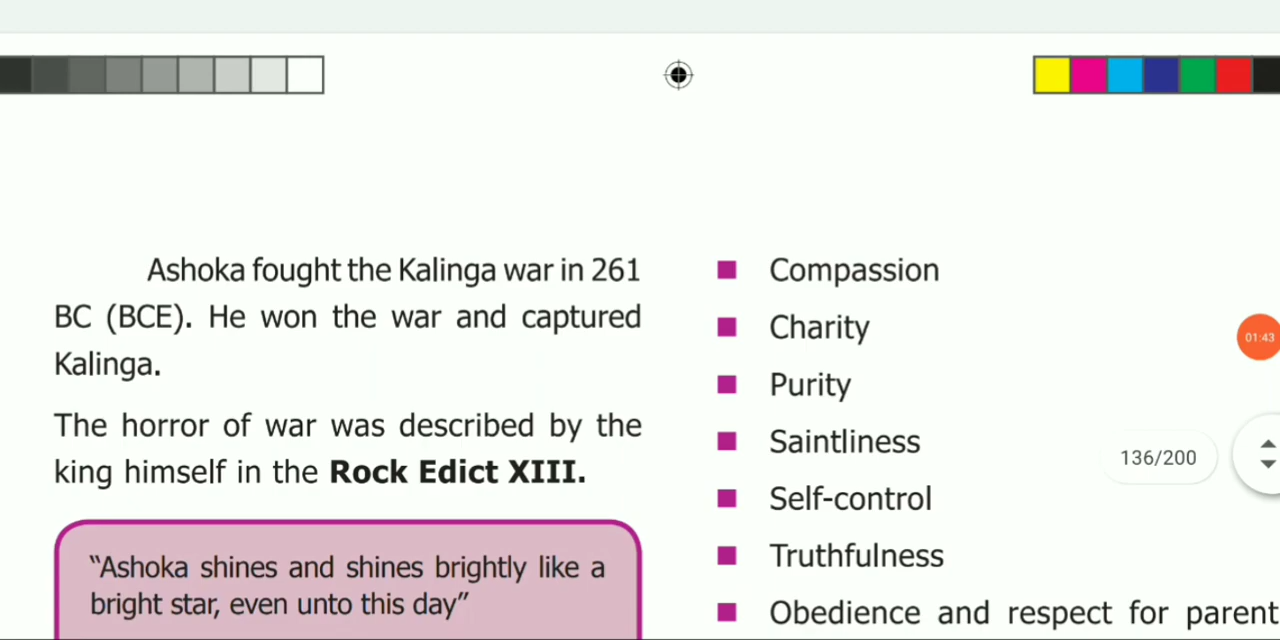 Ashoka fought the Kalinga war in 261
BC (BCE). He won the war and captured
Kalinga.
The horror of war was described by the
king himself in the Rock Edict XIII.
“Ashoka shines and shines brightly like a
bright star, even unto this day”
Compassion
Charity
Purity
Saintliness
Self-control
Truthfulness
Obedience and respect for parent
01:43
136/200